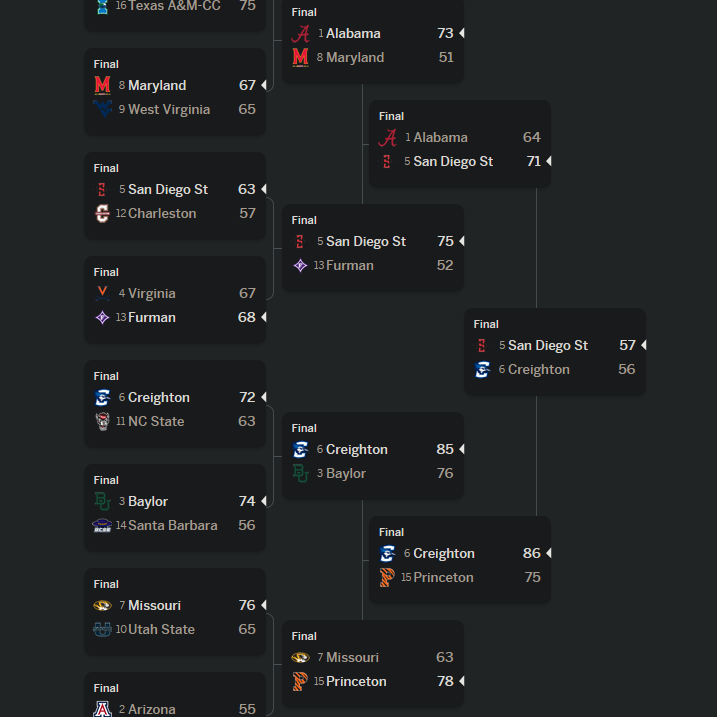 16 Texas A&M-CC 75
Final
8 Maryland 67
9 West Virginia 65
Final
5 San Diego St 63
12 Charleston 57
Final
4 Virginia 67
13 Furman 68
Final
6 Creighton 72
11 NC State 63
Final
3 Baylor 74
14 Santa Barbara 56
Final
7 Missouri 76
10 Utah State 65
Final
2 Arizona 55
Final
1 Alabama 73
8 Maryland 51
Final
5 San Diego St 75
13 Furman 52
Final
6 Creighton 85
3 Baylor 76
Final
7 Missouri 63
15 Princeton 78
Final
1 Alabama 64
5 San Diego St 71
Final
6 Creighton 86
15 Princeton 75
Final
5 San Diego St 57
6 Creighton 56